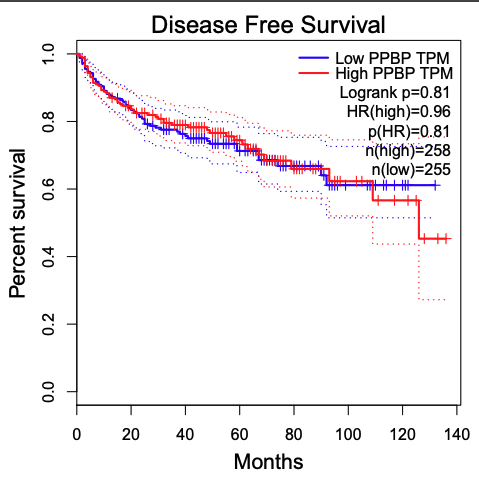 Disease Free Survival
Low PPBP TPM
High PPBP TPM
Logrank p=0.81
HR(high)=0.96
p(HR)=0.81
n(high)=258
n(low)=255
Percent survival
1.0
0.8
0.6
0.4
0.2
0.0
0 20 40 60 80 100 120 140
Months